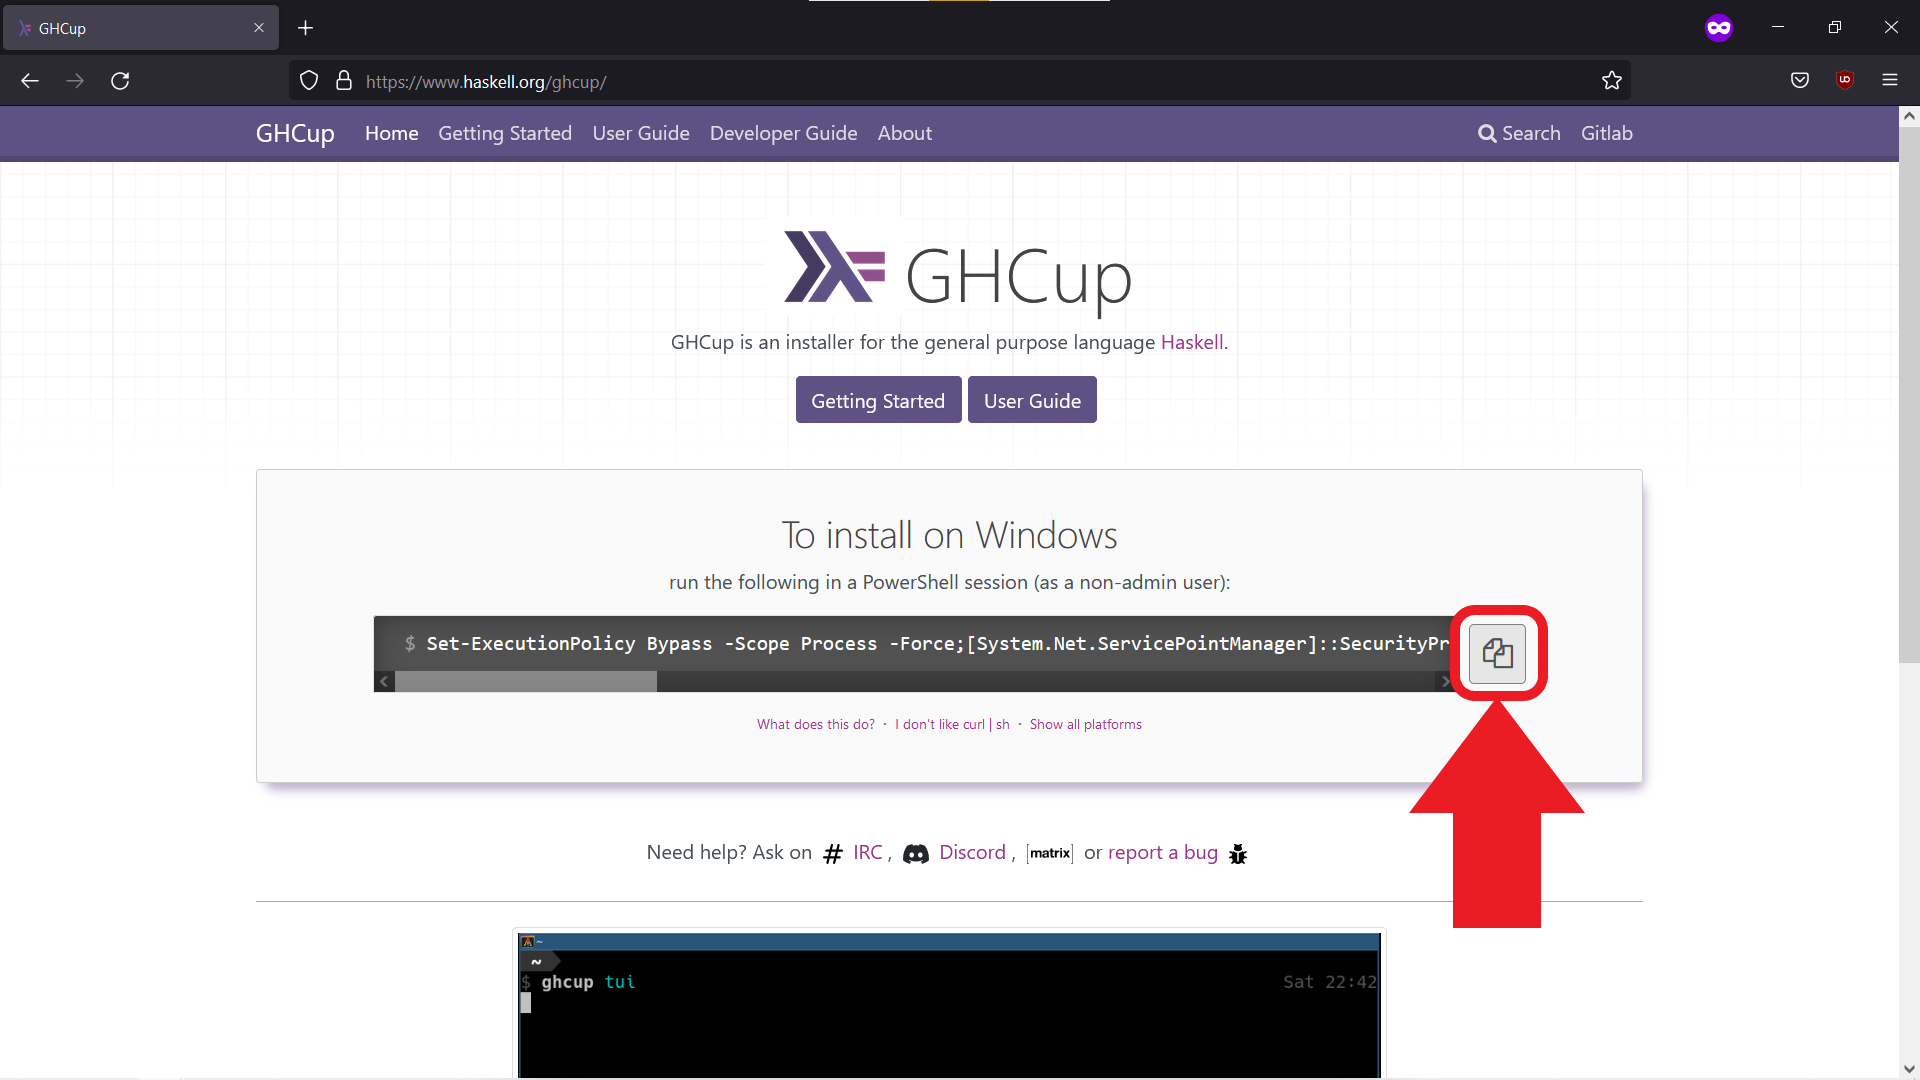 GHCup
https://www.haskell.org/ghcup/
GHCup Home Getting Started User Guide Developer Guide About Search Gitlab
GHCup
GHCup is an installer for the general purpose language Haskell.
Getting Started User Guide
To install on Windows
run the following in a PowerShell session (as a non-admin user):
$ Set-ExecutionPolicy Bypass -Scope Process -Force;[System.Net.ServicePointManager]::SecurityPr
What does this do? · I don't like curl | sh · Show all platforms
Need help? Ask on # IRC , Discord , [matrix] or report a bug
~
~
$ ghcup tui Sat 22:42